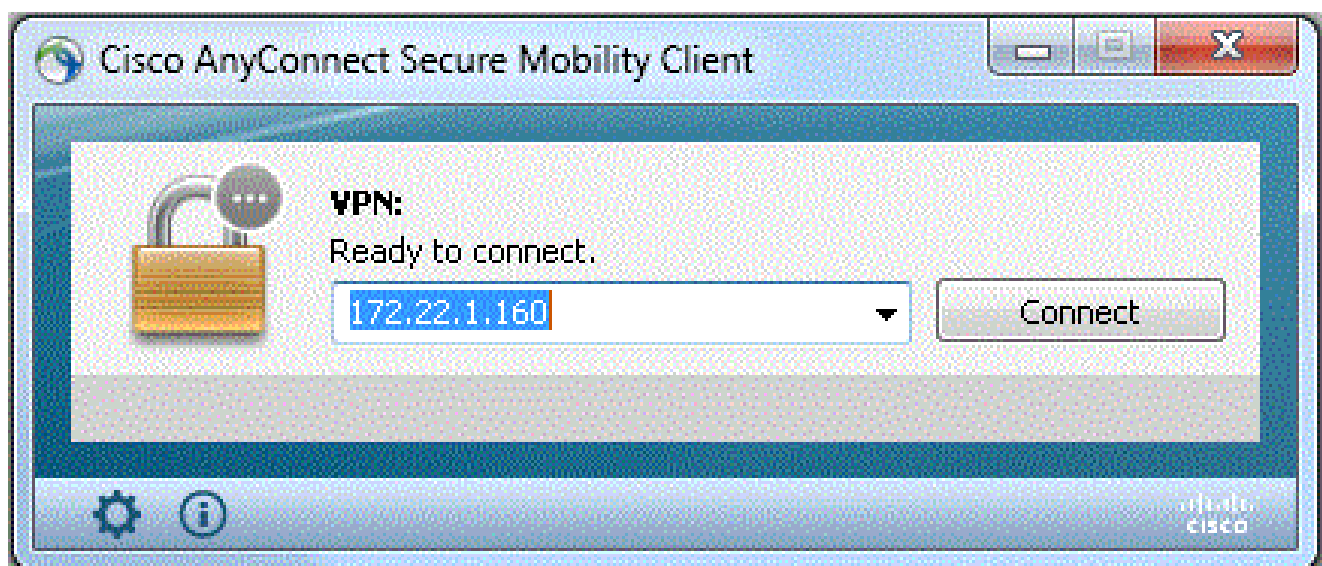 Cisco AnyConnect Secure Mobility Client
VPN:
Ready to connect.
172.22.1.160
Connect
cisco